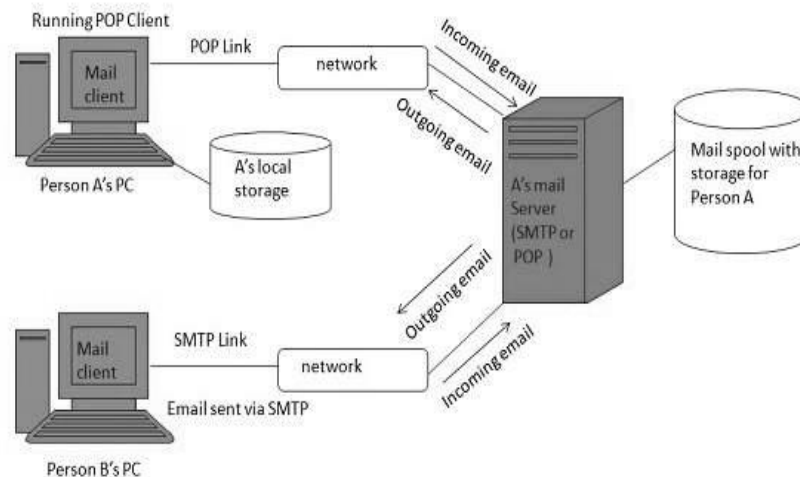 Running POP Client
POP Link
Mail
client
network
Incoming email
Outgoing email
A's local
storage
Person A's PC
A's mail
Server
(SMTP or
POP )
Mail spool with
storage for
Person A
Outgoing email
Incoming email
SMTP Link
Mail
client
network
Email sent via SMTP
Person B's PC